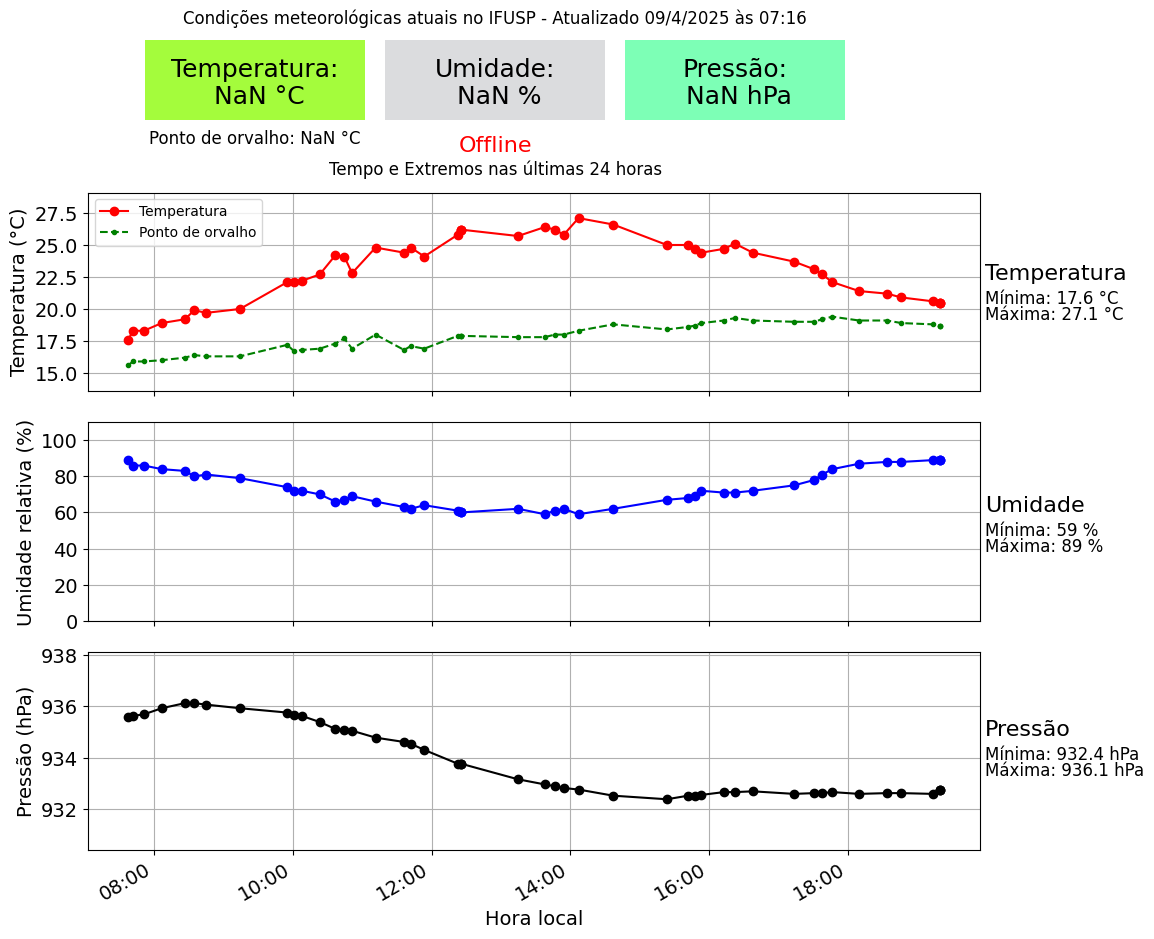 Condições meteorológicas atuais no IFUSP - Atualizado 09/4/2025 às 07:16
Temperatura:
NaN °C
Umidade:
NaN %
Pressão:
NaN hPa
Ponto de orvalho: NaN °C
Offline
Tempo e Extremos nas últimas 24 horas
Temperatura (°C)
27.5
25.0
22.5
20.0
17.5
15.0
Temperatura
Ponto de orvalho
Temperatura
Mínima: 17.6 °C
Máxima: 27.1 °C
Umidade relativa (%)
100
80
60
40
20
0
Umidade
Mínima: 59 %
Máxima: 89 %
Pressão (hPa)
938
936
934
932
Pressão
Mínima: 932.4 hPa
Máxima: 936.1 hPa
08:00
10:00
12:00
14:00
16:00
18:00
Hora local